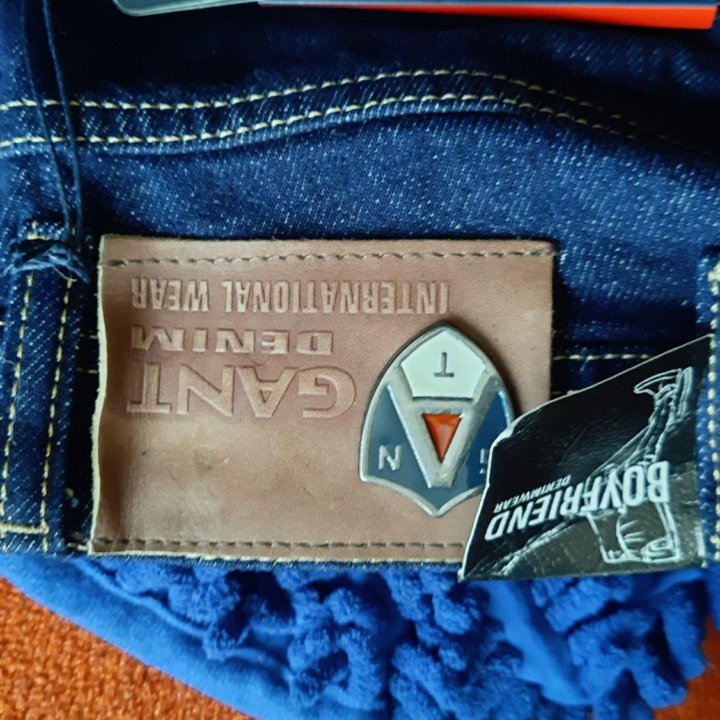 GANT
DENIM
INTERNATIONAL WEAR
T
N
BOYFRIEND
DENIMWEAR